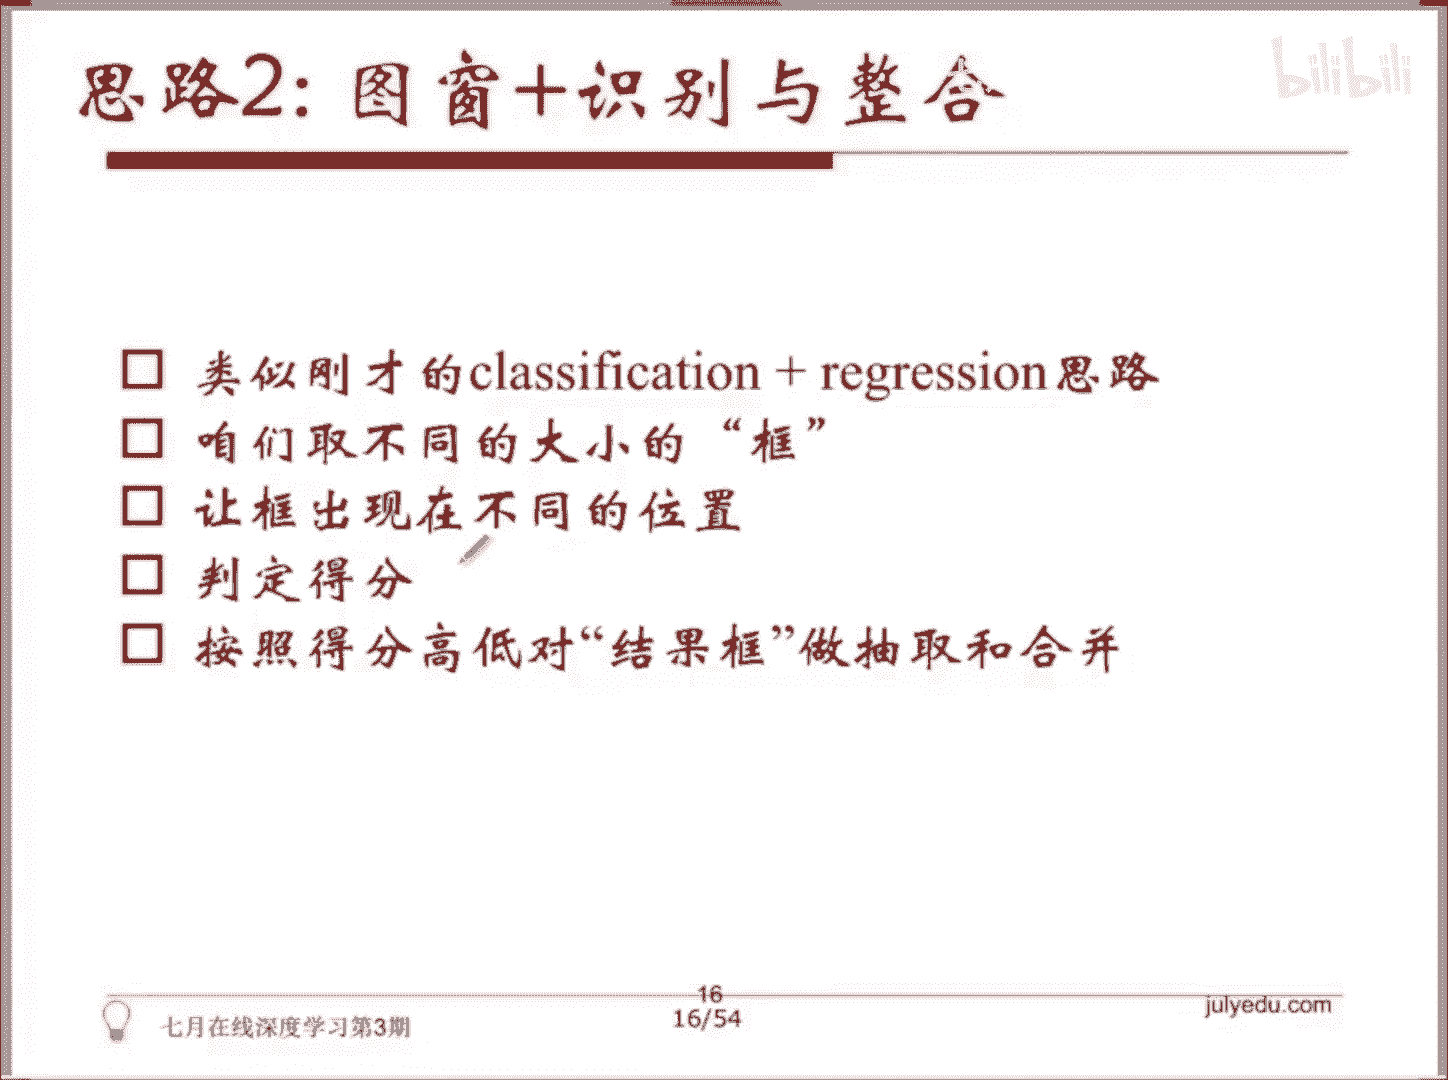 思路2: 图窗+识别与整合
bilibili
类似刚才的classification + regression思路
咱们取不同的大小的 “框”
让框出现在不同的位置
判定得分
按照得分高低对“结果框”做抽取和合并
七月在线深度学习第3期
16
16/54
julyedu.com